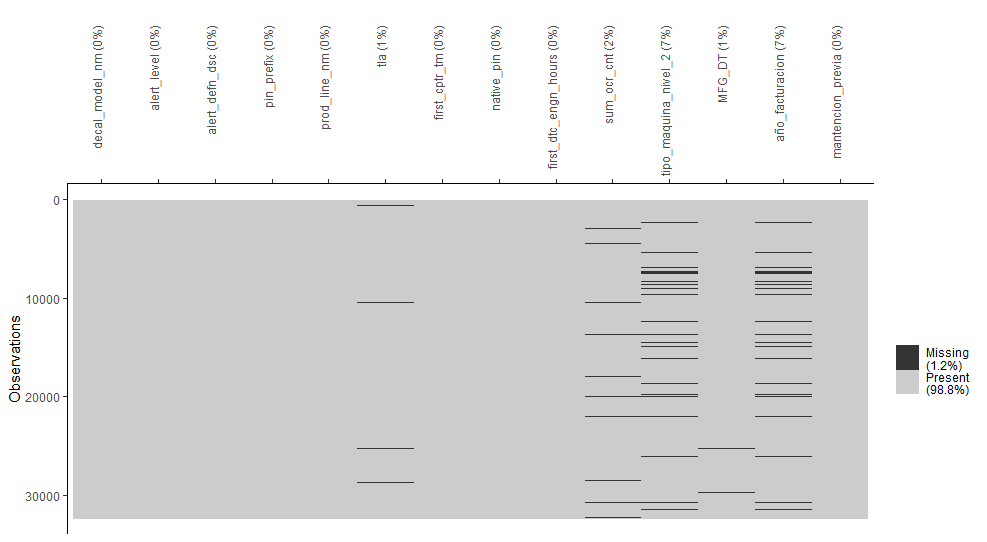 decal_model_nm (0%)
alert_level (0%)
alert_defn_dsc (0%)
pin_prefix (0%)
prod_line_nm (0%)
tla (1%)
first_cptr_tm (0%)
native_pin (0%)
first_dtc_engn_hours (0%)
sum_ocr_cnt (2%)
tipo_maquina_nivel_2 (7%)
MFG_DT (1%)
año_facturacion (7%)
mantencion_previa (0%)
0
10000
20000
30000
Observations
Missing
(1.2%)
Present
(98.8%)